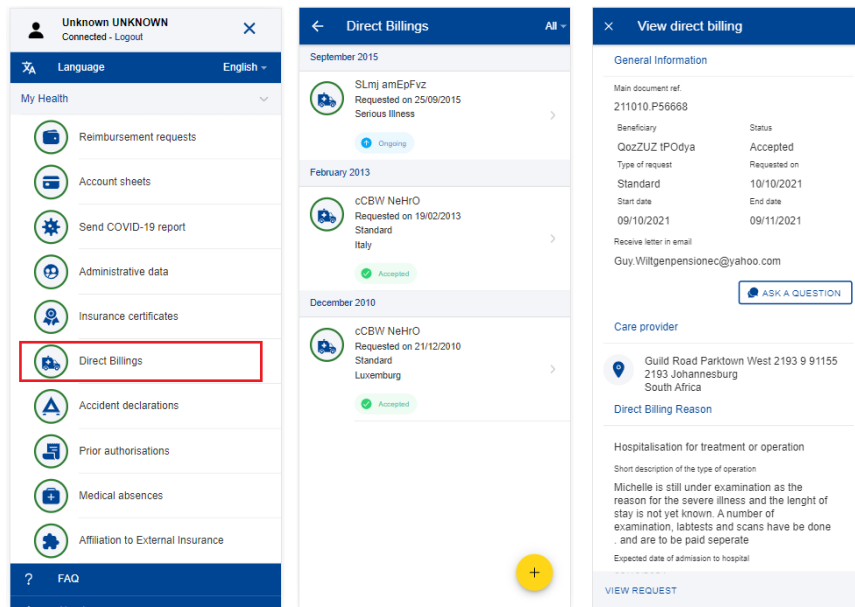 Unknown UNKNOWN
Connected - Logout
Language
English
My Health
Reimbursement requests
Account sheets
Send COVID-19 report
Administrative data
Insurance certificates
Direct Billings
Accident declarations
Prior authorisations
Medical absences
Affiliation to External Insurance
? FAQ
Direct Billings
All
September 2015
SLmj amEpFvz
Requested on 25/09/2015
Serious Illness
Ongoing
February 2013
cCBW NeHrO
Requested on 19/02/2013
Standard
Italy
Accepted
December 2010
cCBW NeHrO
Requested on 21/12/2010
Standard
Luxemburg
Accepted
+
View direct billing
General Information
Main document ref.
211010.P56668
Beneficiary
Status
QozZUZ tPOdya
Accepted
Type of request
Requested on
Standard
10/10/2021
Start date
End date
09/10/2021
09/11/2021
Receive letter in email
Guy.Wiltgenpensionec@yahoo.com
ASK A QUESTION
Care provider
Guild Road Parktown West 2193 9 91155
2193 Johannesburg
South Africa
Direct Billing Reason
Hospitalisation for treatment or operation
Short description of the type of operation
Michelle is still under examination as the
reason for the severe illness and the lenght of
stay is not yet known. A number of
examination, labtests and scans have be done
. and are to be paid seperate
Expected date of admission to hospital
VIEW REQUEST